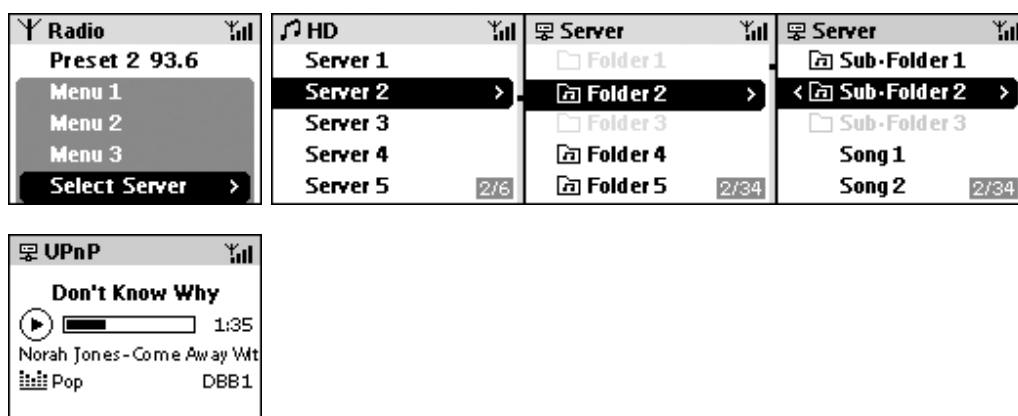 Radio
Preset 2 93.6
Menu 1
Menu 2
Menu 3
Select Server >
HD
Server 1
Server 2 >
Server 3
Server 4
Server 5 2/6
Server
Folder 1
Folder 2 >
Folder 3
Folder 4
Folder 5 2/34
Server
Sub-Folder 1
< Sub-Folder 2 >
Sub-Folder 3
Song 1
Song 2 2/34
UPnP
Don't Know Why
1:35
Norah Jones-Come Away Wit
Pop DBB1